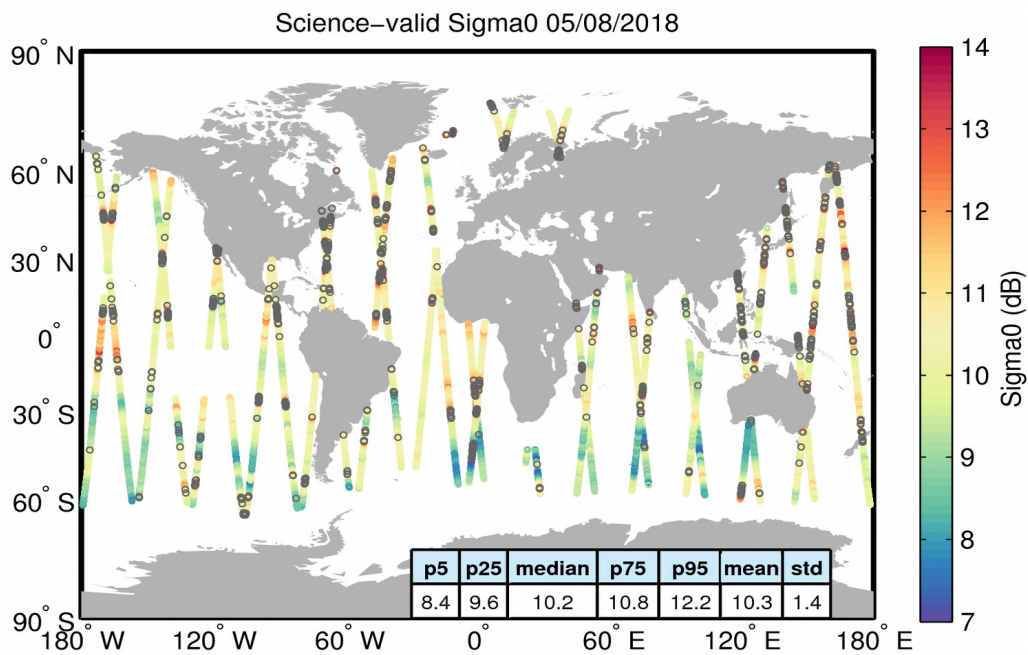 Science−valid Sigma0 05/08/2018
90° N
60° N
30° N
0°
30° S
60° S
90° S
180° W
120° W
60° W
0°
60° E
120° E
180° E
p5 p25 median p75 p95 mean std
8.4 9.6 10.2 10.8 12.2 10.3 1.4
14
13
12
11
10
9
8
7
Sigma0 (dB)